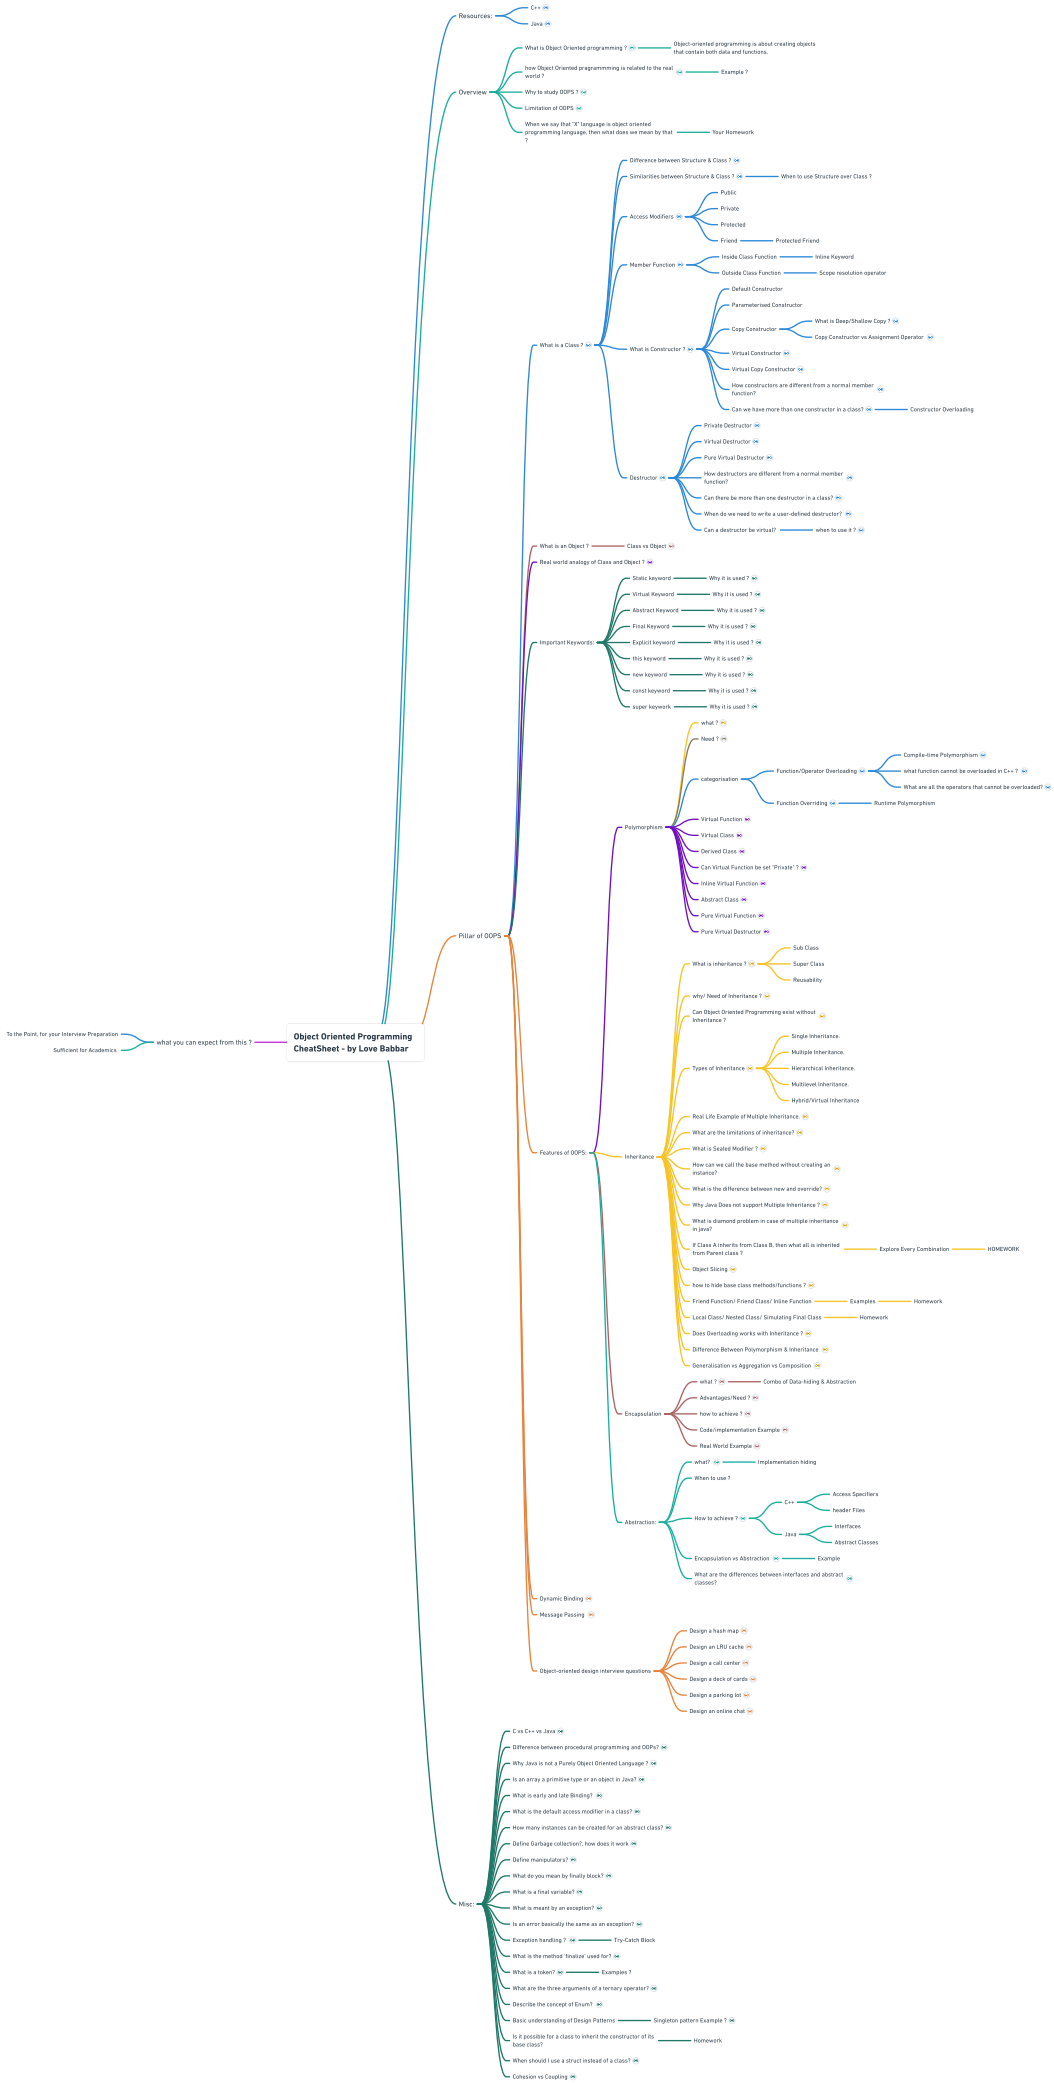 Resources:
C++
Java
Overview
What is Object Oriented programming ?
Object-oriented programming is about creating objects
that contain both data and functions.
how Object Oriented prograrmmming is related to the real
world ?
Example ?
Why to study OOPS ?
Limitation of OOPS
When we say that "X" language is object oriented
programming language, then what does we mean by that
?
Your Homework
Pillar of OOPS
What is a Class ?
Difference between Structure & Class ?
Similarities between Structure & Class ?
When to use Structure over Class ?
Access Modifiers
Public
Private
Protected
Friend
Protected Friend
Member Function
Inside Class Function
Inline Keyword
Outside Class Function
Scope resolution operator
What is Constructor ?
Default Constructor
Parameterised Constructor
Copy Constructor
What is Deep/Shallow Copy ?
Copy Constructor vs Assignment Operator
Virtual Constructor
Virtual Copy Constructor
How constructors are different from a normal member
function?
Can we have more than one constructor in a class?
Constructor Overloading
Destructor
Private Destructor
Virtual Destructor
Pure Virtual Destructor
How destructors are different from a normal member
function?
Can there be more than one destructor in a class?
When do we need to write a user-defined destructor?
Can a destructor be virtual?
when to use it ?
What is an Object ?
Class vs Object
Real world analogy of Class and Object ?
Important Keywords:
Static keyword
Why it is used ?
Virtual Keyword
Why it is used ?
Abstract Keyword
Why it is used ?
Final Keyword
Why it is used ?
Explicit keyword
Why it is used ?
this keyword
Why it is used ?
new keyword
Why it is used ?
const keyword
Why it is used ?
super keywork
Why it is used ?
Features of OOPS:
Polymorphism
what ?
Need ?
categorisation
Function/Operator Overloading
Compile-time Polymorphism
what function cannot be overloaded in C++ ?
What are all the operators that cannot be overloaded?
Function Overriding
Runtime Polymorphism
Virtual Function
Virtual Class
Derived Class
Can Virtual Function be set "Private" ?
Inline Virtual Function
Abstract Class
Pure Virtual Function
Pure Virtual Destructor
Inheritance
What is inheritance ?
Sub Class
Super Class
Reusability
why/ Need of Inheritance ?
Can Object Oriented Programming exist without
Inheritance ?
Types of Inheritance
Single Inheritance.
Multiple Inheritance.
Hierarchical Inheritance.
Multilevel Inheritance.
Hybrid/Virtual Inheritance
Real Life Example of Multiple Inheritance.
What are the limitations of inheritance?
What is Sealed Modifier ?
How can we call the base method without creating an
instance?
What is the difference between new and override?
Why Java Does not support Multiple Inheritance ?
What is diamond problem in case of multiple inheritance
in java?
If Class A inherits from Class B, then what all is inherited
from Parent class ?
Explore Every Combination
HOMEWORK
Object Slicing
how to hide base class methods/functions ?
Friend Function/ Friend Class/ Inline Function
Examples
Homework
Local Class/ Nested Class/ Simulating Final Class
Homework
Does Overloading works with Inheritance ?
Difference Between Polymorphism & Inheritance
Generalisation vs Aggregation vs Composition
Encapsulation
what ?
Combo of Data-hiding & Abstraction
Advantages/Need ?
how to achieve ?
Code/implementation Example
Real World Example
Abstraction:
what?
Implementation hiding
When to use ?
How to achieve ?
C++
Access Specifiers
header Files
Java
Interfaces
Abstract Classes
Encapsulation vs Abstraction
Example
What are the differences between interfaces and abstract
classes?
Dynamic Binding
Message Passing
Object-oriented design interview questions
Design a hash map
Design an LRU cache
Design a call center
Design a deck of cards
Design a parking lot
Design an online chat
Object Oriented Programming
CheatSheet - by Love Babbar
what you can expect from this ?
To the Point, for your Interview Preparation
Sufficient for Academics
Misc:
C vs C++ vs Java
Difference between procedural programming and OOPs?
Why Java is not a Purely Object Oriented Language ?
Is an array a primitive type or an object in Java?
What is early and late Binding?
What is the default access modifier in a class?
How many instances can be created for an abstract class?
Define Garbage collection?, how does it work
Define manipulators?
What do you mean by finally block?
What is a final variable?
What is meant by an exception?
Is an error basically the same as an exception?
Exception handling ?
Try-Catch Block
What is the method 'finalize' used for?
What is a token?
Examples ?
What are the three arguments of a ternary operator?
Describe the concept of Enum?
Basic understanding of Design Patterns
Singleton pattern Example ?
Is it possible for a class to inherit the constructor of its
base class?
Homework
When should I use a struct instead of a class?
Cohesion vs Coupling